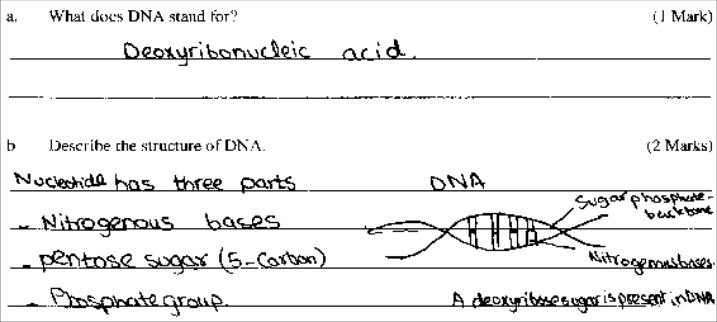 a. What does DNA stand for? (1 Mark)
Deoxyribonucleic acid.
b Describe the structure of DNA. (2 Marks)
Nucleotide has three parts
- Nitrogenous bases
- pentose sugar (5-Carbon)
- Phosphate group.
DNA
Sugar phosphate-
backbone
Nitrogenous bases.
A deoxyribose sugar is present in DNA